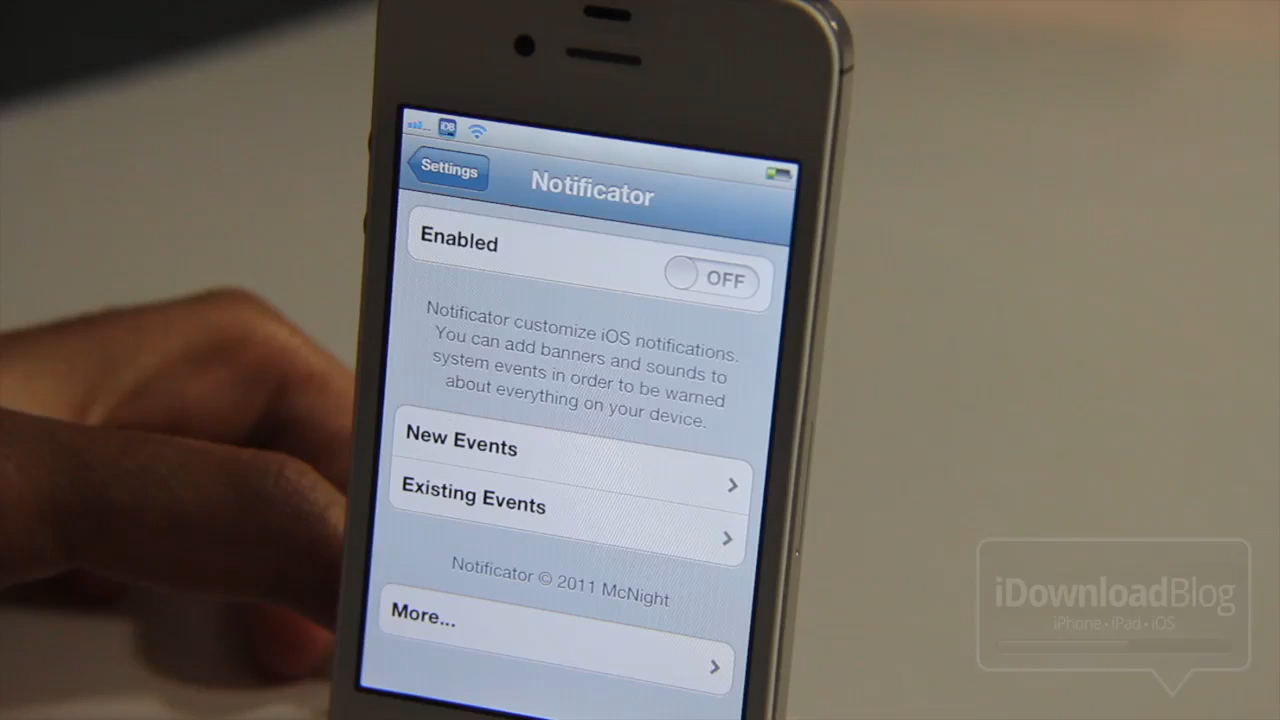 iDB
Settings
Notificator
Enabled
OFF
Notificator customize iOS notifications.
You can add banners and sounds to
system events in order to be warned
about everything on your device.
New Events
Existing Events
Notificator © 2011 McNight
More...
iDownloadBlog
iPhone • iPad • iOS